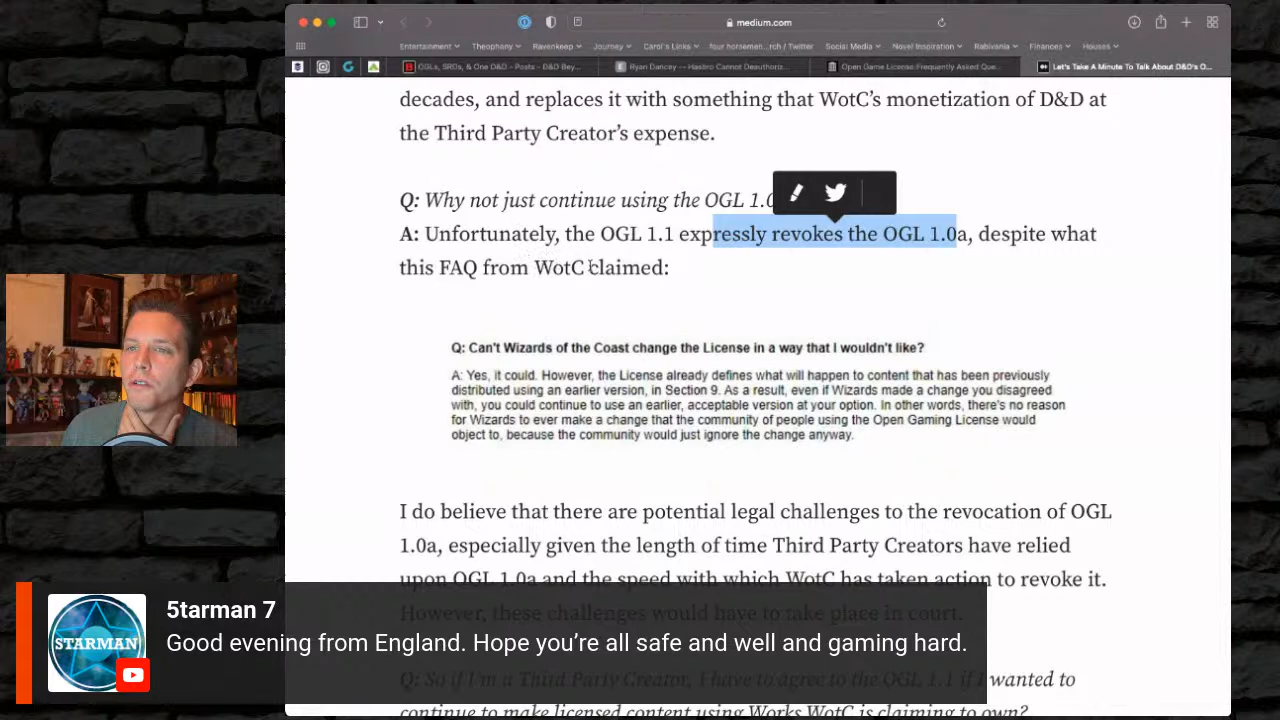 medium.com
Entertainment
Theophany
Ravenkeep
Journey
Carol's Links
four horsemen...rch / Twitter
Social Media
Novel Inspiration
Rabivania
Finances
Houses
OGLs, SRDs, & One D&D - Posts - D&D Bey...
Ryan Dancey -- Hasbro Cannot Deauthoriz...
Open Game License:Frequently Asked Que...
Let's Take A Minute To Talk About D&D's O...
decades, and replaces it with something that WotC's monetization of D&D at
the Third Party Creator's expense.
Q: Why not just continue using the OGL 1.0
A: Unfortunately, the OGL 1.1 expressly revokes the OGL 1.0a, despite what
this FAQ from WotC claimed:
Q: Can't Wizards of the Coast change the License in a way that I wouldn't like?
A: Yes, it could. However, the License already defines what will happen to content that has been previously
distributed using an earlier version, in Section 9. As a result, even if Wizards made a change you disagreed
with, you could continue to use an earlier, acceptable version at your option. In other words, there's no reason
for Wizards to ever make a change that the community of people using the Open Gaming License would
object to, because the community would just ignore the change anyway.
I do believe that there are potential legal challenges to the revocation of OGL
1.0a, especially given the length of time Third Party Creators have relied
upon OGL 1.0a and the speed with which WotC has taken action to revoke it.
However, these challenges would have to take place in court.
Q: So if I'm a Third Party Creator, I have to agree to the OGL 1.1 if I wanted to
continue to make licensed content using Works WotC is claiming to own?
STARMAN
5tarman 7
Good evening from England. Hope you're all safe and well and gaming hard.